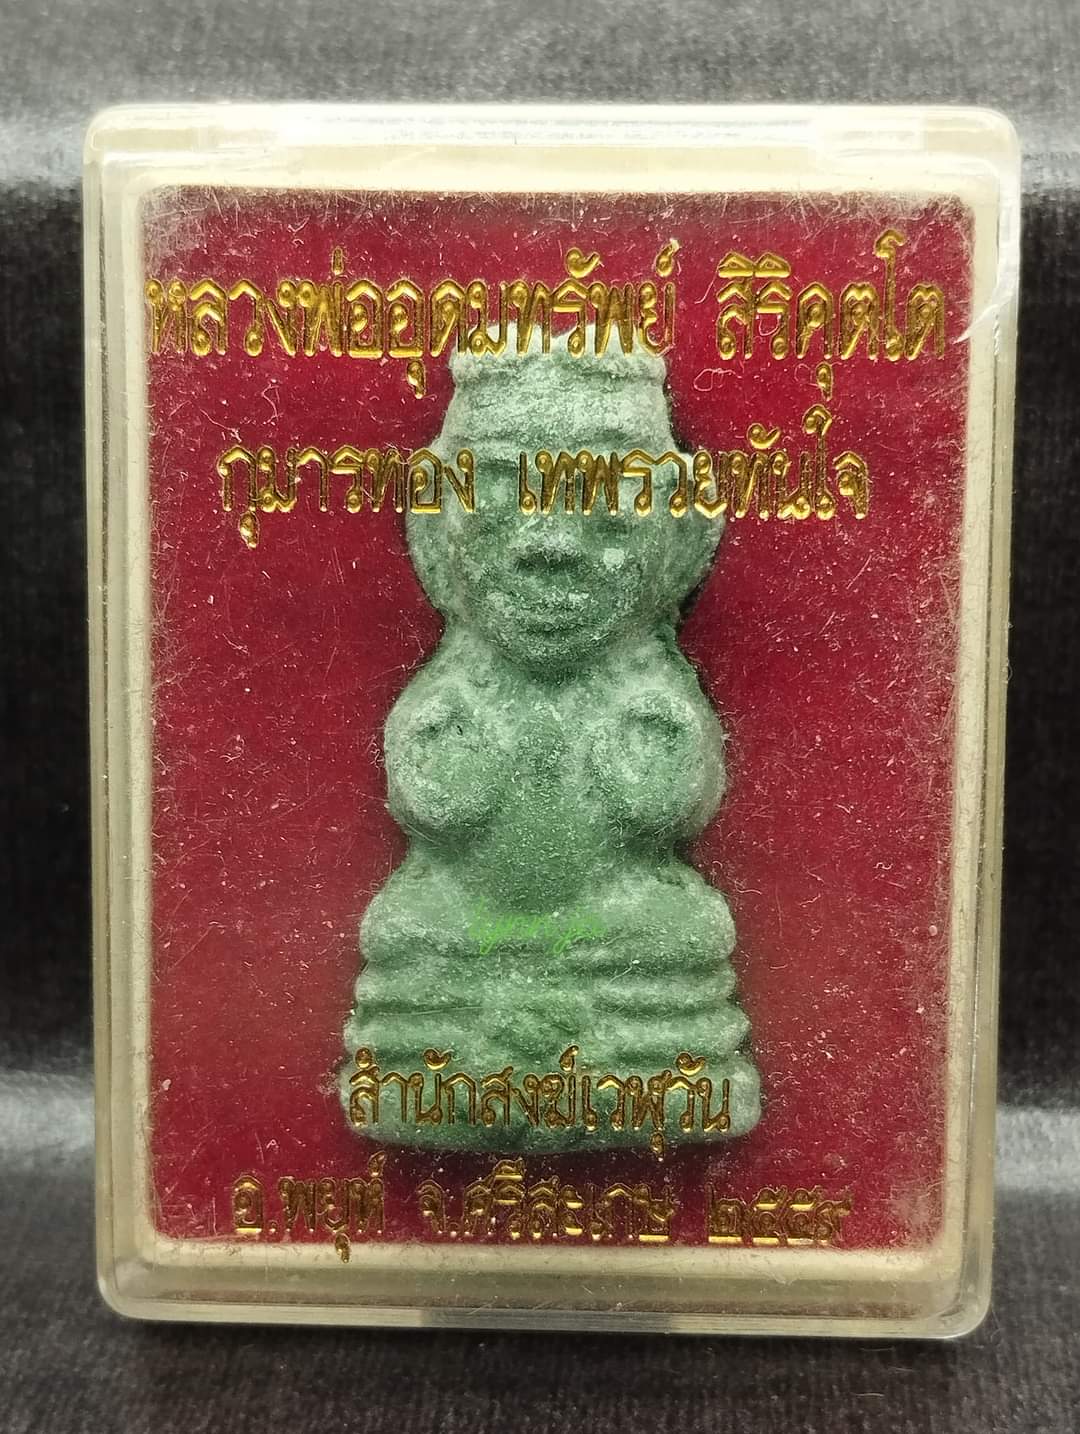 หลวงพ่ออุดมทรัพย์ สิริคุตโต
กุมารทอง เทพรวยทันใจ
สำนักสงฆ์เวฬุวัน
อ.พยุห์ จ.ศรีสะเกษ ๒๕๕๙